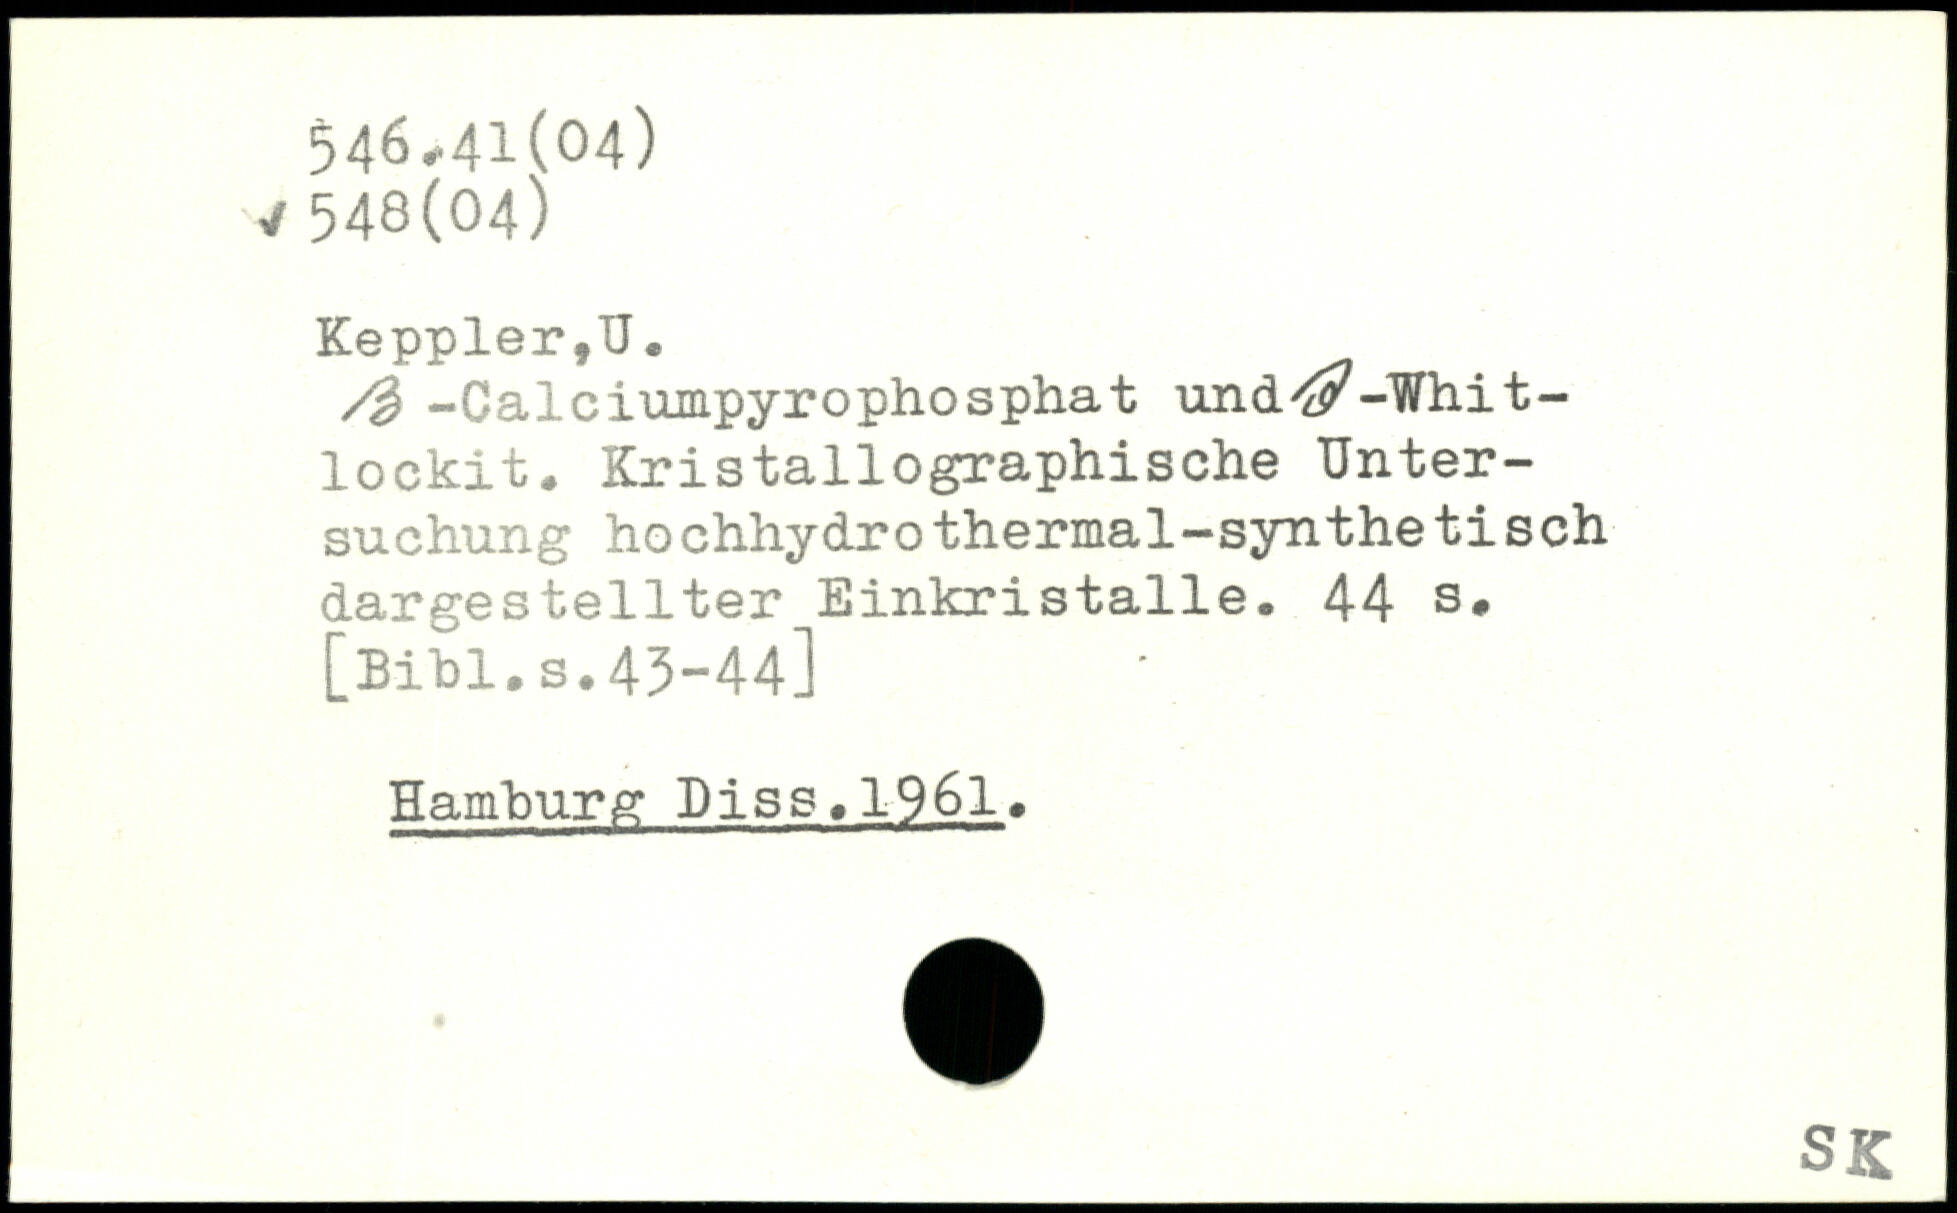 546.41(04)
✓ 548(04)
Keppler,U.
β-Calciumpyrophosphat und β-Whit-
lockit. Kristallographische Unter-
suchung hochhydrothermal-synthetisch
dargestellter Einkristalle. 44 s.
[Bibl.s.43-44]
Hamburg Diss.1961.
SK